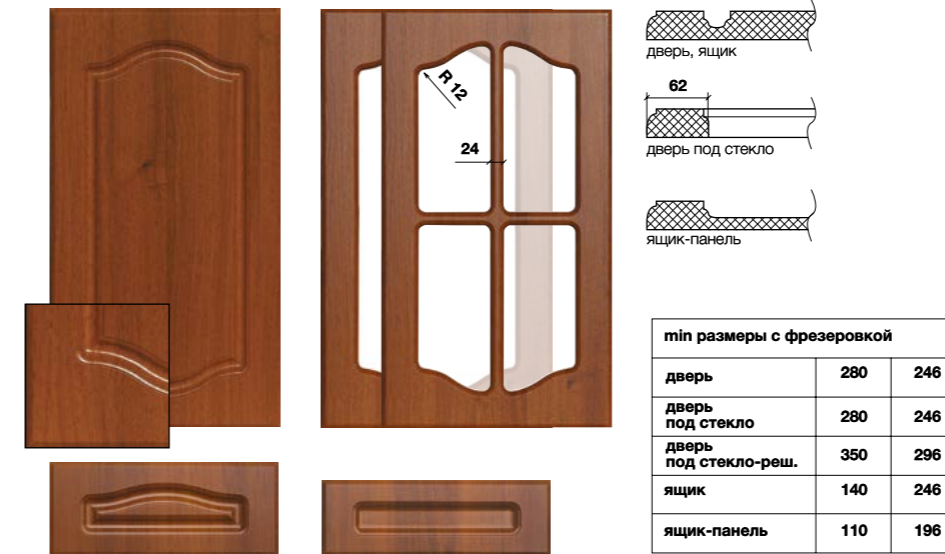 R 12
24
дверь, ящик
62
дверь под стекло
ящик-панель
min размеры с фрезеровкой
дверь 280 246
дверь
под стекло 280 246
дверь
под стекло-реш. 350 296
ящик 140 246
ящик-панель 110 196